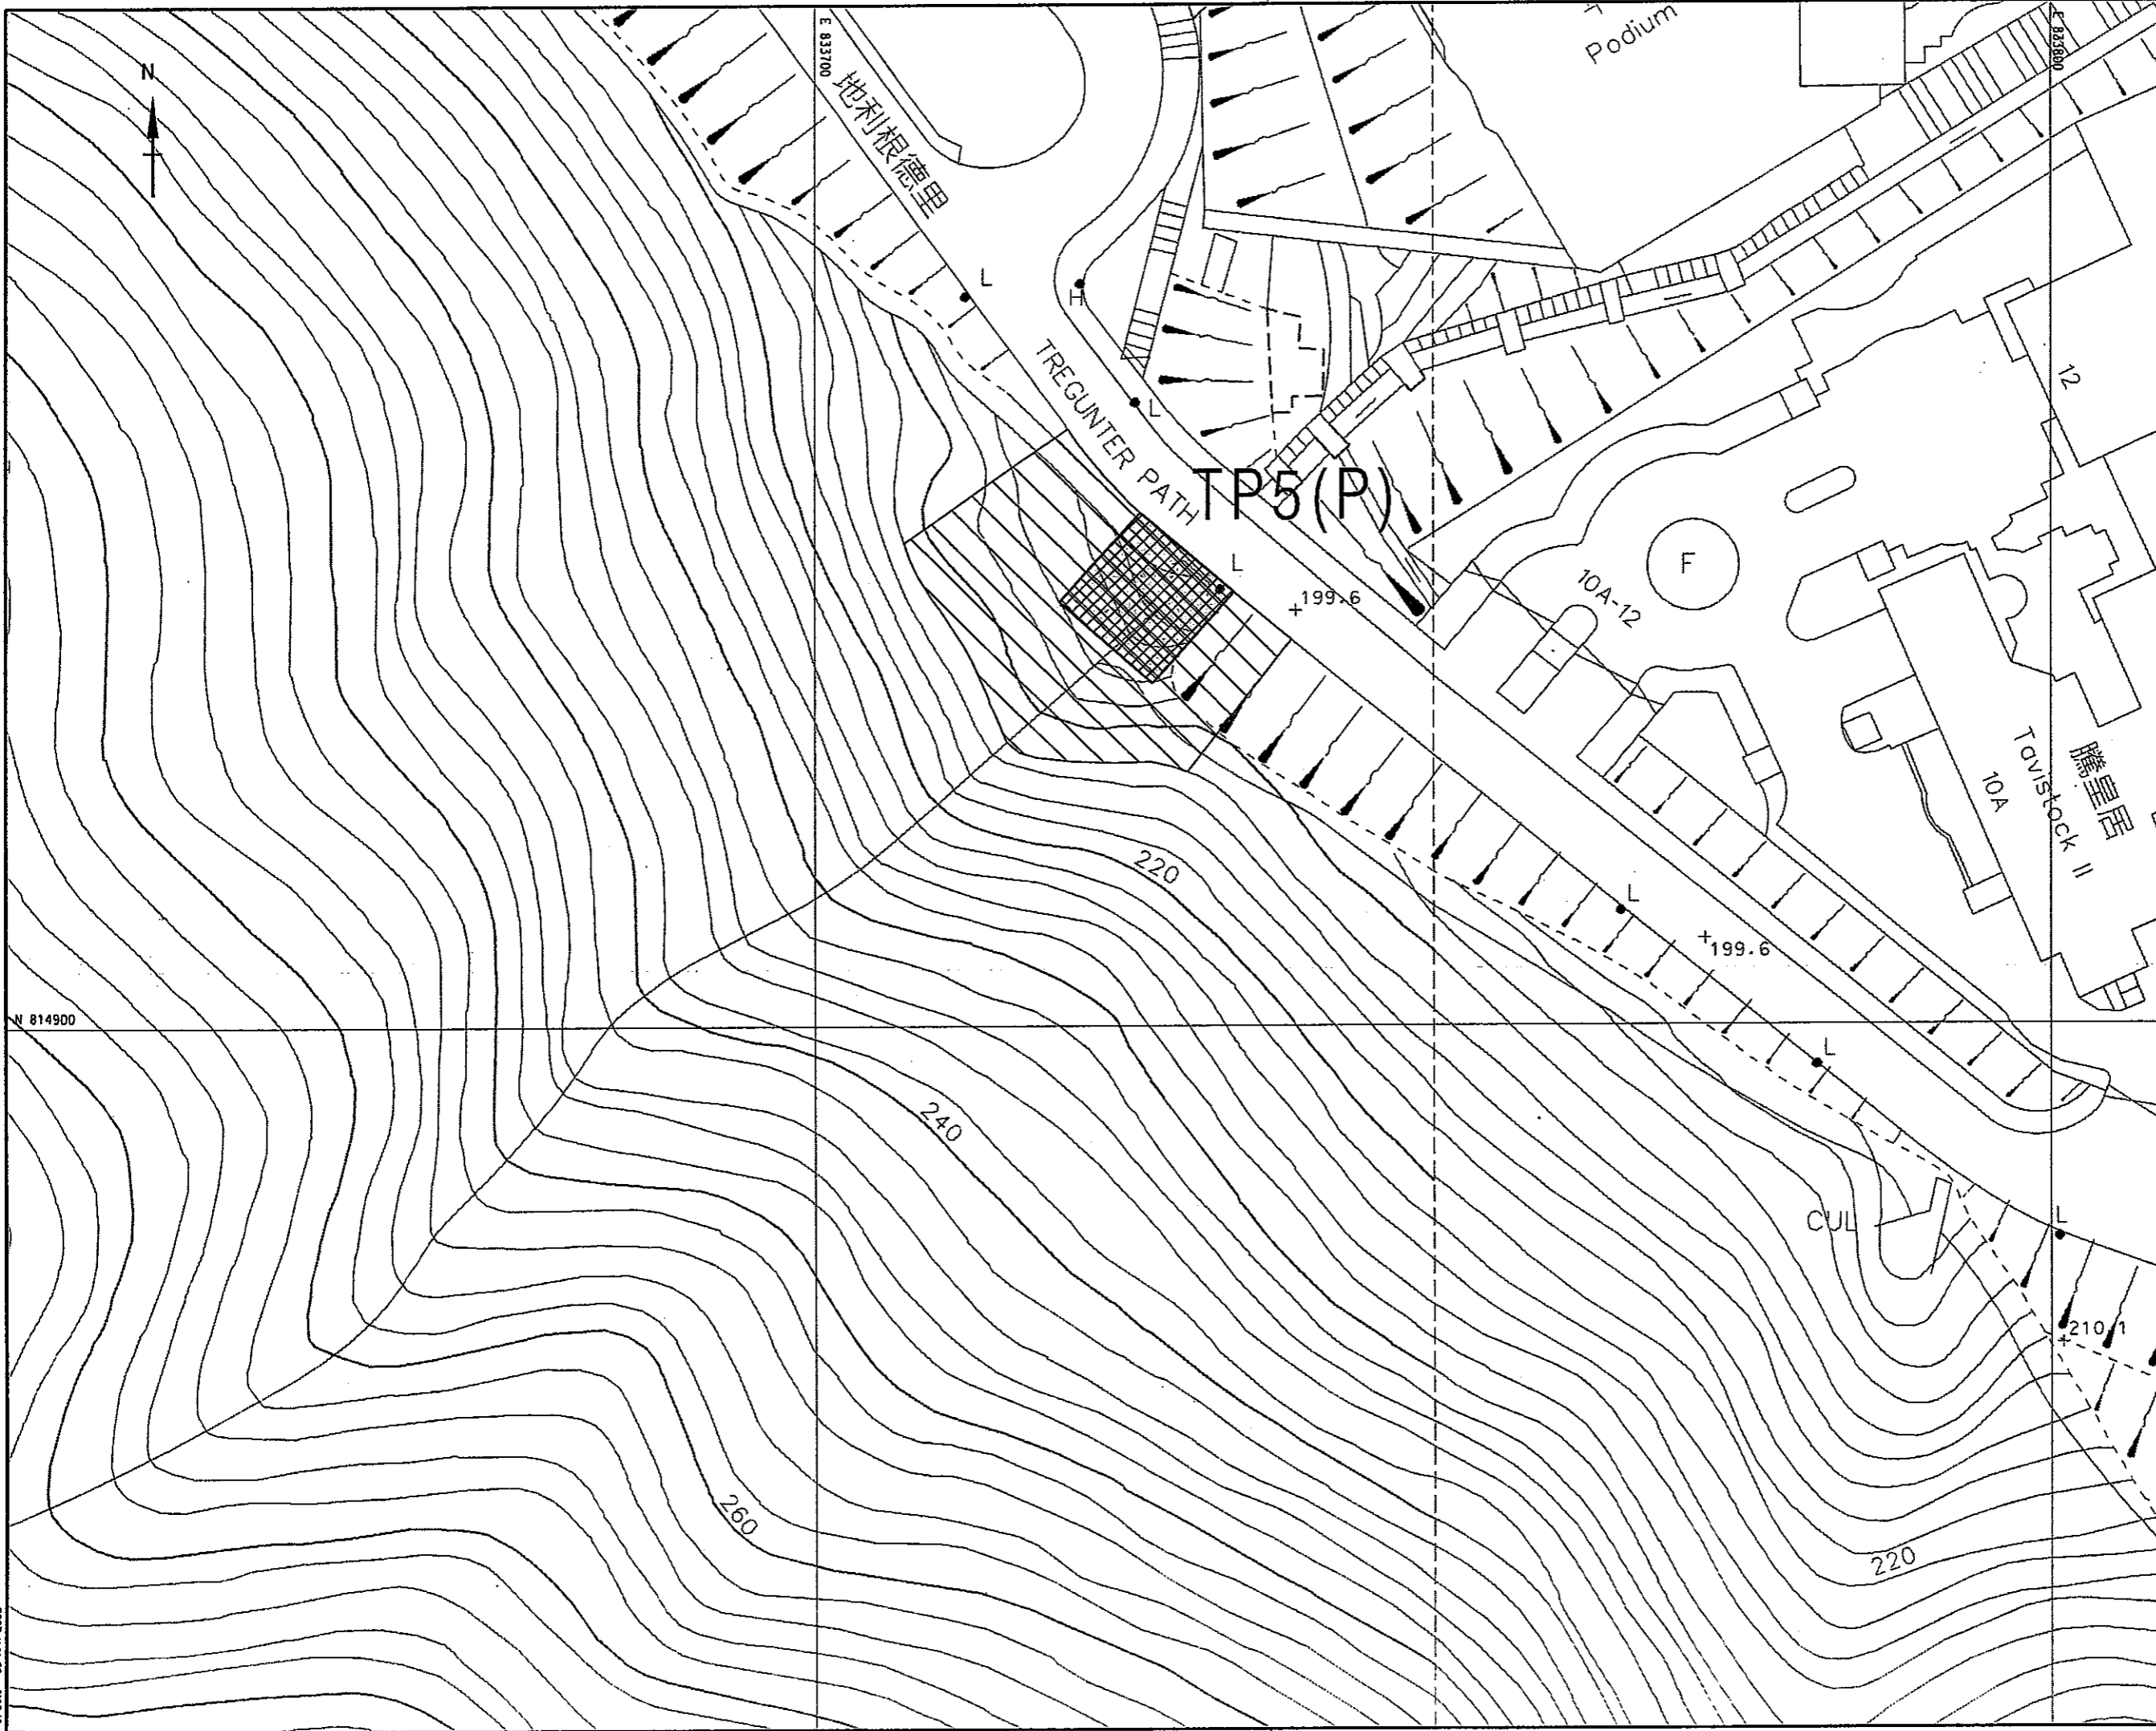 N
E 833700
地利根德里
Podium
E 833800
L
H
L
TREGUNTER PATH
TP5(P)
L
199.6
12
F
10A-12
10A
Tavistock II
騰皇居
220
L
199.6
N 814900
L
240
CUL
L
210.1
260
220